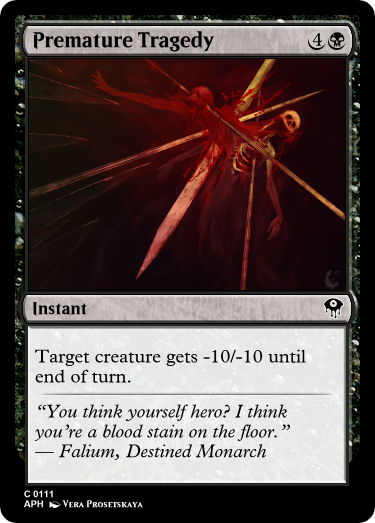 Premature Tragedy 4
Instant
Target creature gets -10/-10 until
end of turn.
“You think yourself hero? I think
you’re a blood stain on the floor.”
— Falium, Destined Monarch
C 0111
APH Vera Prosetskaya